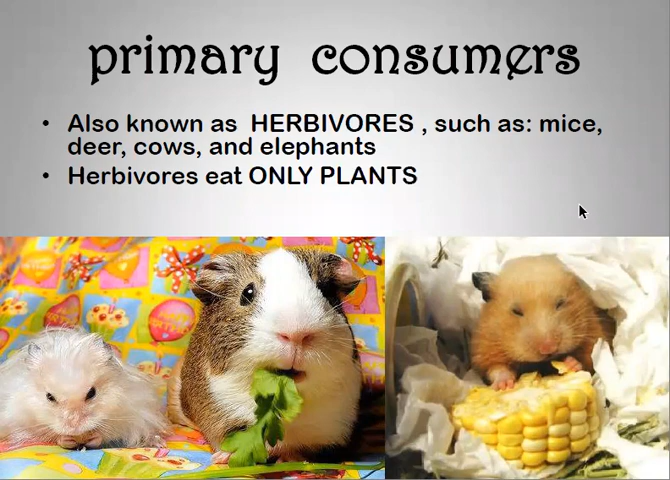 primary consumers
• Also known as HERBIVORES , such as: mice,
deer, cows, and elephants
• Herbivores eat ONLY PLANTS